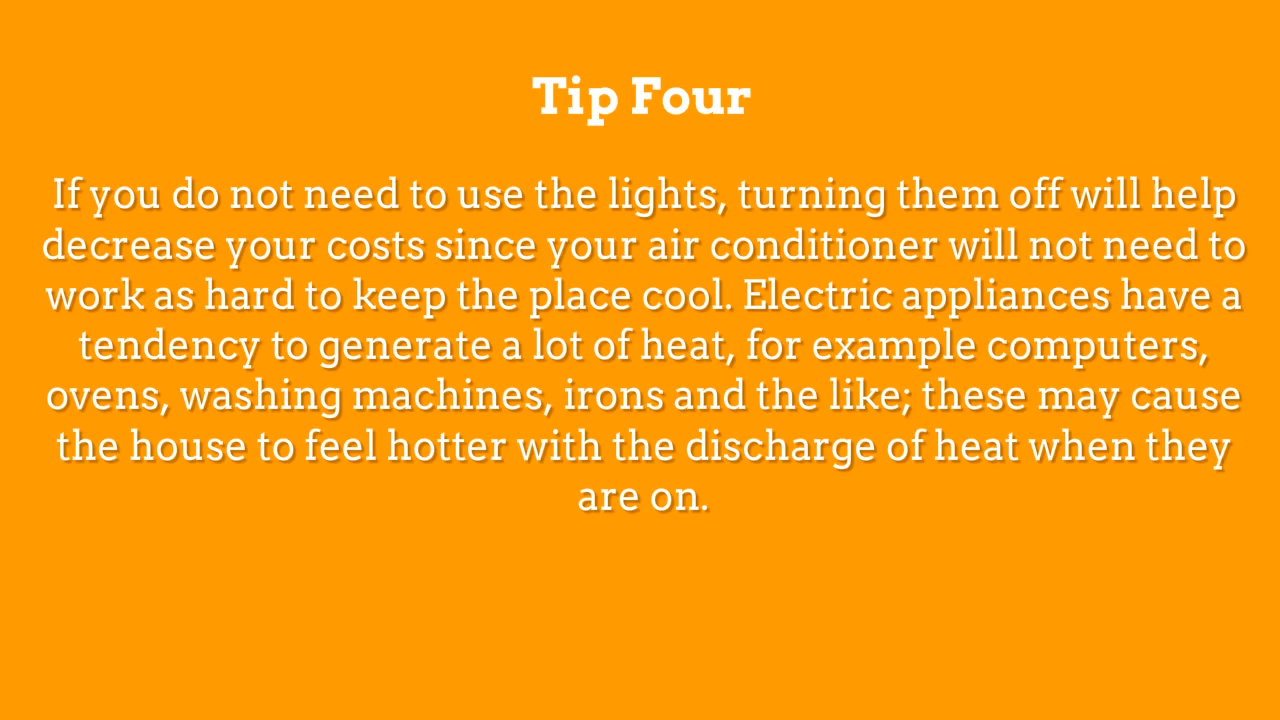 Tip Four
If you do not need to use the lights, turning them off will help
decrease your costs since your air conditioner will not need to
work as hard to keep the place cool. Electric appliances have a
tendency to generate a lot of heat, for example computers,
ovens, washing machines, irons and the like; these may cause
the house to feel hotter with the discharge of heat when they
are on.